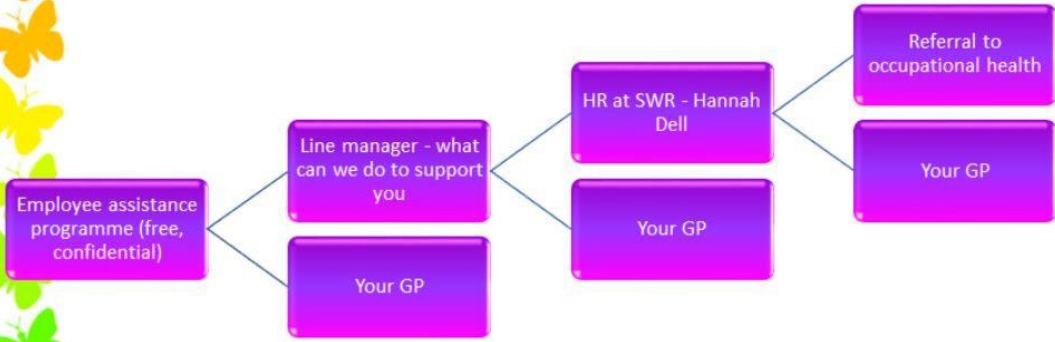 Employee assistance
programme (free,
confidential)
Line manager - what
can we do to support
you
Your GP
HR at SWR - Hannah
Dell
Your GP
Referral to
occupational health
Your GP